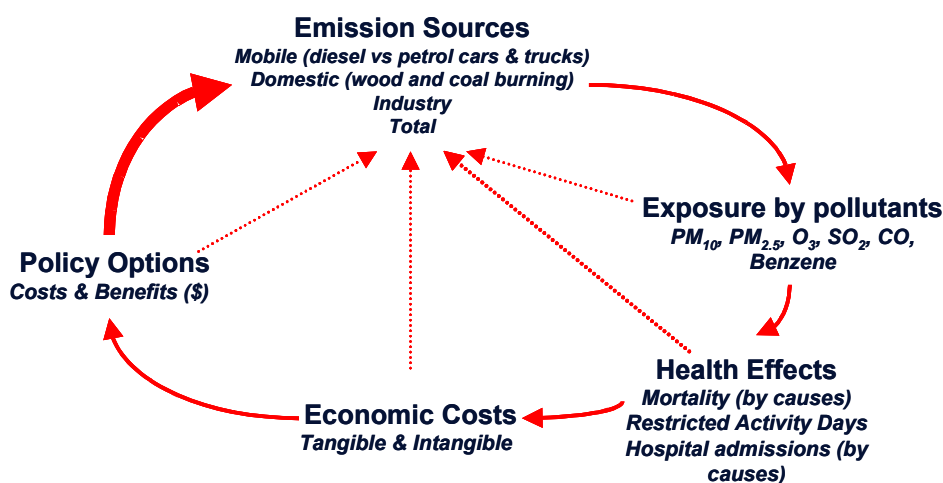 Emission Sources
Mobile (diesel vs petrol cars & trucks)
Domestic (wood and coal burning)
Industry
Total
Exposure by pollutants
PM10, PM2.5, O3, SO2, CO,
Benzene
Policy Options
Costs & Benefits ($)
Health Effects
Mortality (by causes)
Restricted Activity Days
Hospital admissions (by
causes)
Economic Costs
Tangible & Intangible